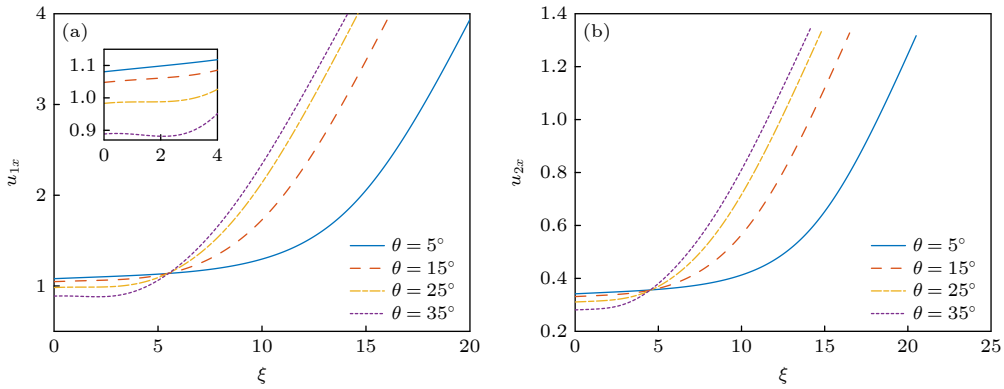 (a)
4
3
2
1
u1x
1.1
1.0
0.9
0 2 4
θ = 5°
θ = 15°
θ = 25°
θ = 35°
0 5 10 15 20
ξ
(b)
1.4
1.2
1.0
0.8
0.6
0.4
0.2
u2x
θ = 5°
θ = 15°
θ = 25°
θ = 35°
0 5 10 15 20 25
ξ